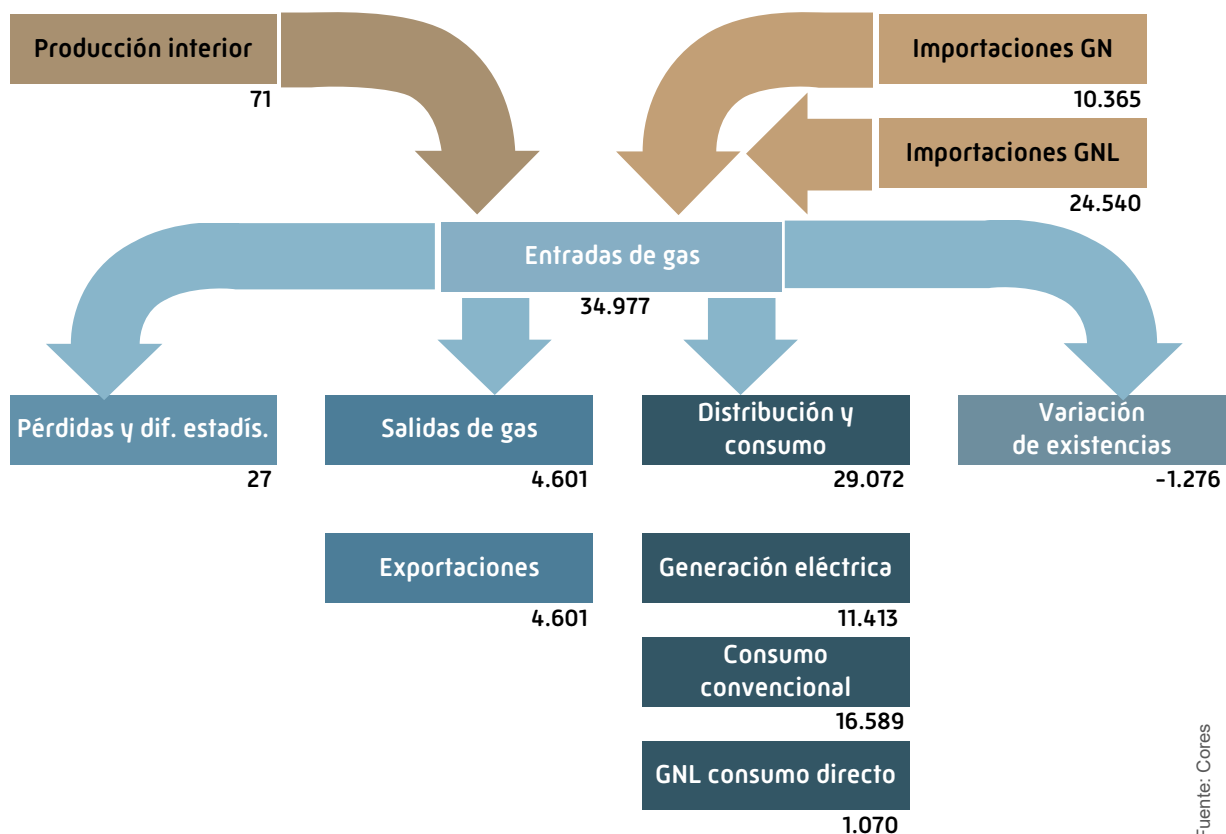 Producción interior
71
Importaciones GN
10.365
Importaciones GNL
24.540
Entradas de gas
34.977
Pérdidas y dif. estadís.
27
Salidas de gas
4.601
Distribución y
consumo
29.072
Variación
de existencias
-1.276
Exportaciones
4.601
Generación eléctrica
11.413
Consumo
convencional
16.589
GNL consumo directo
1.070
Fuente: Cores